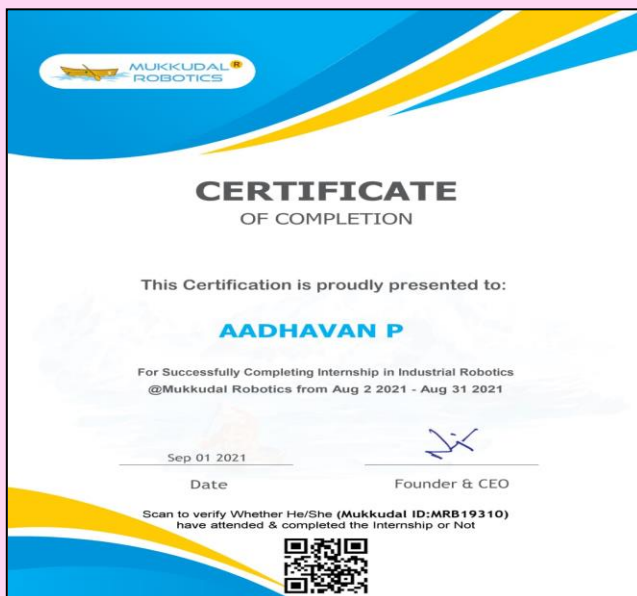 MUKKUDAL®
ROBOTICS
CERTIFICATE
OF COMPLETION
This Certification is proudly presented to:
AADHAVAN P
For Successfully Completing Internship in Industrial Robotics
@Mukkudal Robotics from Aug 2 2021 - Aug 31 2021
Sep 01 2021
Date
Founder & CEO
Scan to verify Whether He/She (Mukkudal ID:MRB19310)
have attended & completed the Internship or Not